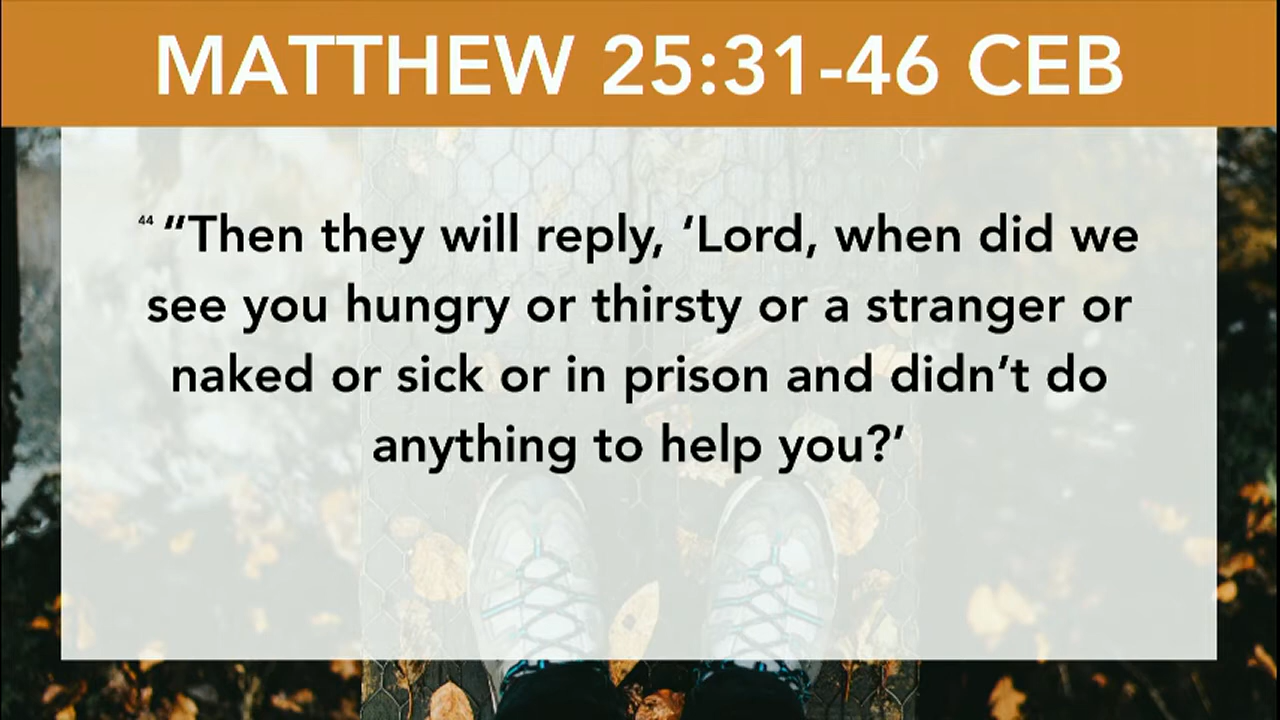 MATTHEW 25:31-46 CEB
44 “Then they will reply, ‘Lord, when did we
see you hungry or thirsty or a stranger or
naked or sick or in prison and didn’t do
anything to help you?’